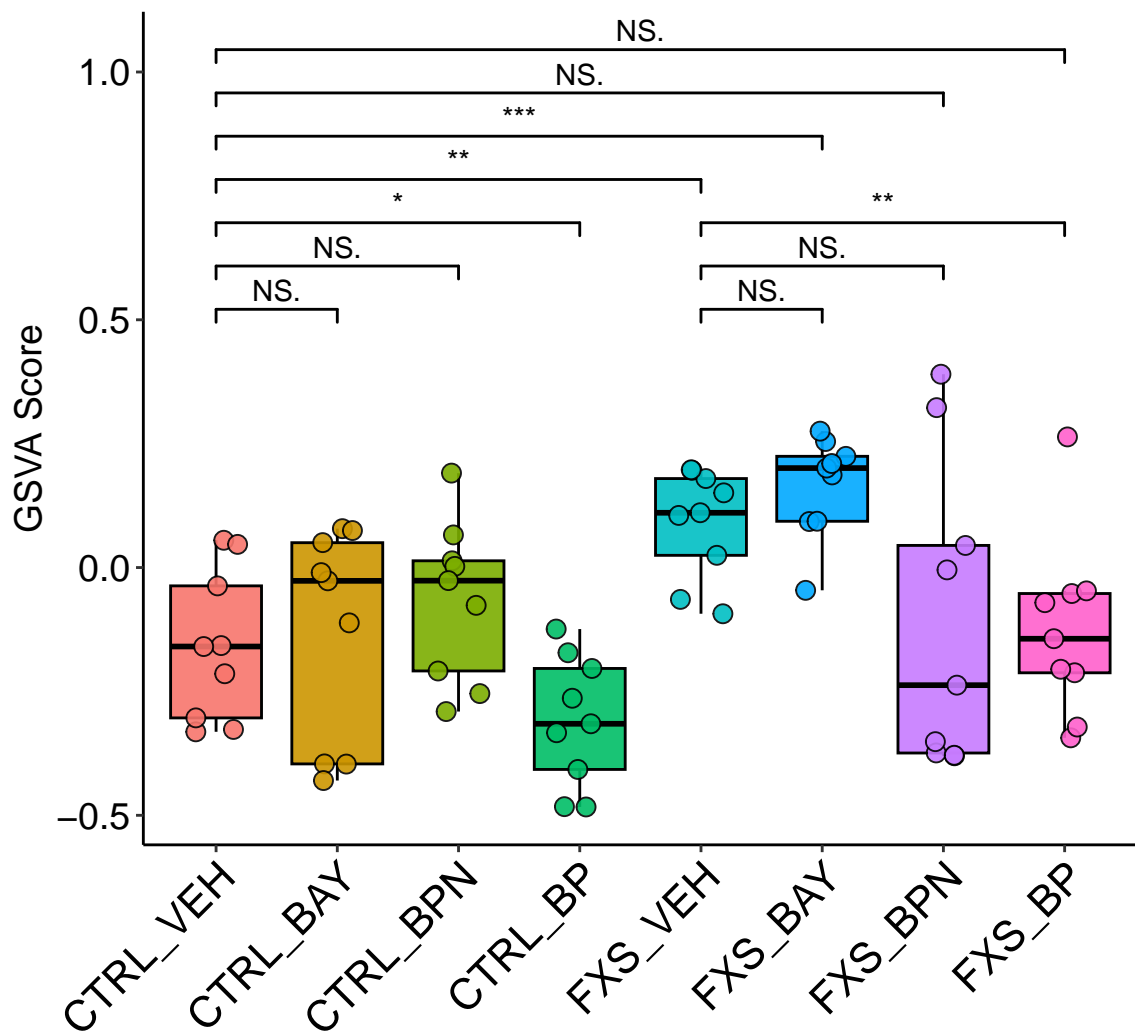 NS.
1.0
NS.
***
**
*
**
NS.
NS.
NS.
NS.
0.5
GSVA Score
0.0
−0.5
CTRL_VEH
CTRL_BAY
CTRL_BPN
CTRL_BP
FXS_VEH
FXS_BAY
FXS_BPN
FXS_BP